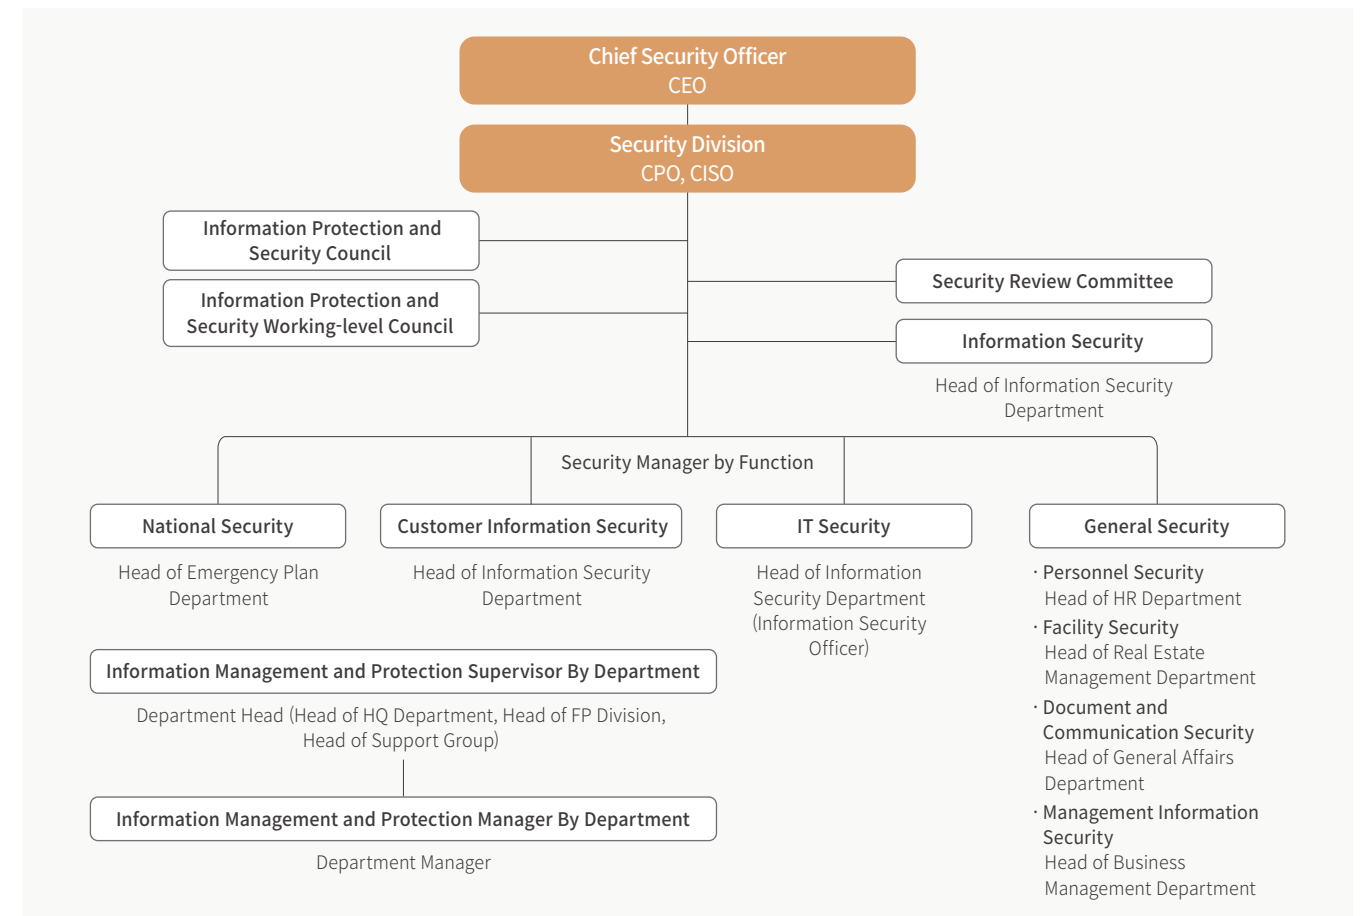 Chief Security Officer
CEO
Security Division
CPO, CISO
Information Protection and
Security Council
Information Protection and
Security Working-level Council
Security Review Committee
Information Security
Head of Information Security
Department
Security Manager by Function
National Security
Head of Emergency Plan
Department
Customer Information Security
Head of Information Security
Department
IT Security
Head of Information
Security Department
(Information Security
Officer)
General Security
· Personnel Security
Head of HR Department
· Facility Security
Head of Real Estate
Management Department
· Document and
Communication Security
Head of General Affairs
Department
· Management Information
Security
Head of Business
Management Department
Information Management and Protection Supervisor By Department
Department Head (Head of HQ Department, Head of FP Division,
Head of Support Group)
Information Management and Protection Manager By Department
Department Manager